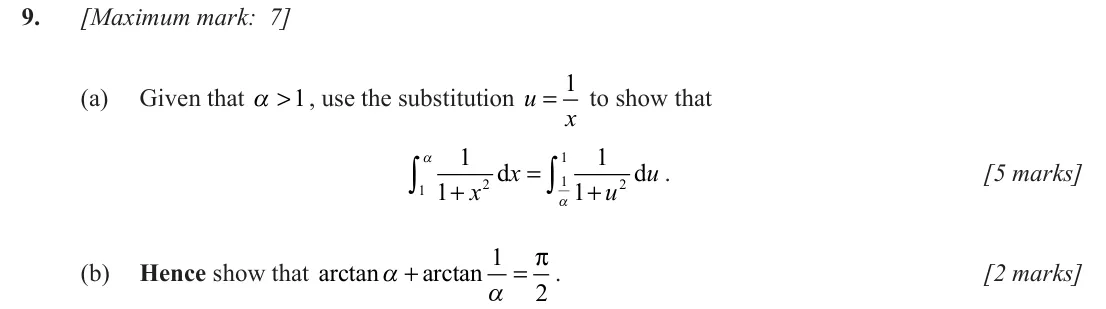 9. [Maximum mark: 7]
(a) Given that α > 1, use the substitution u = 1/x to show that
∫₁^α 1/(1+x²) dx = ∫_{1/α}^1 1/(1+u²) du . [5 marks]
(b) Hence show that arctan α + arctan 1/α = π/2 . [2 marks]